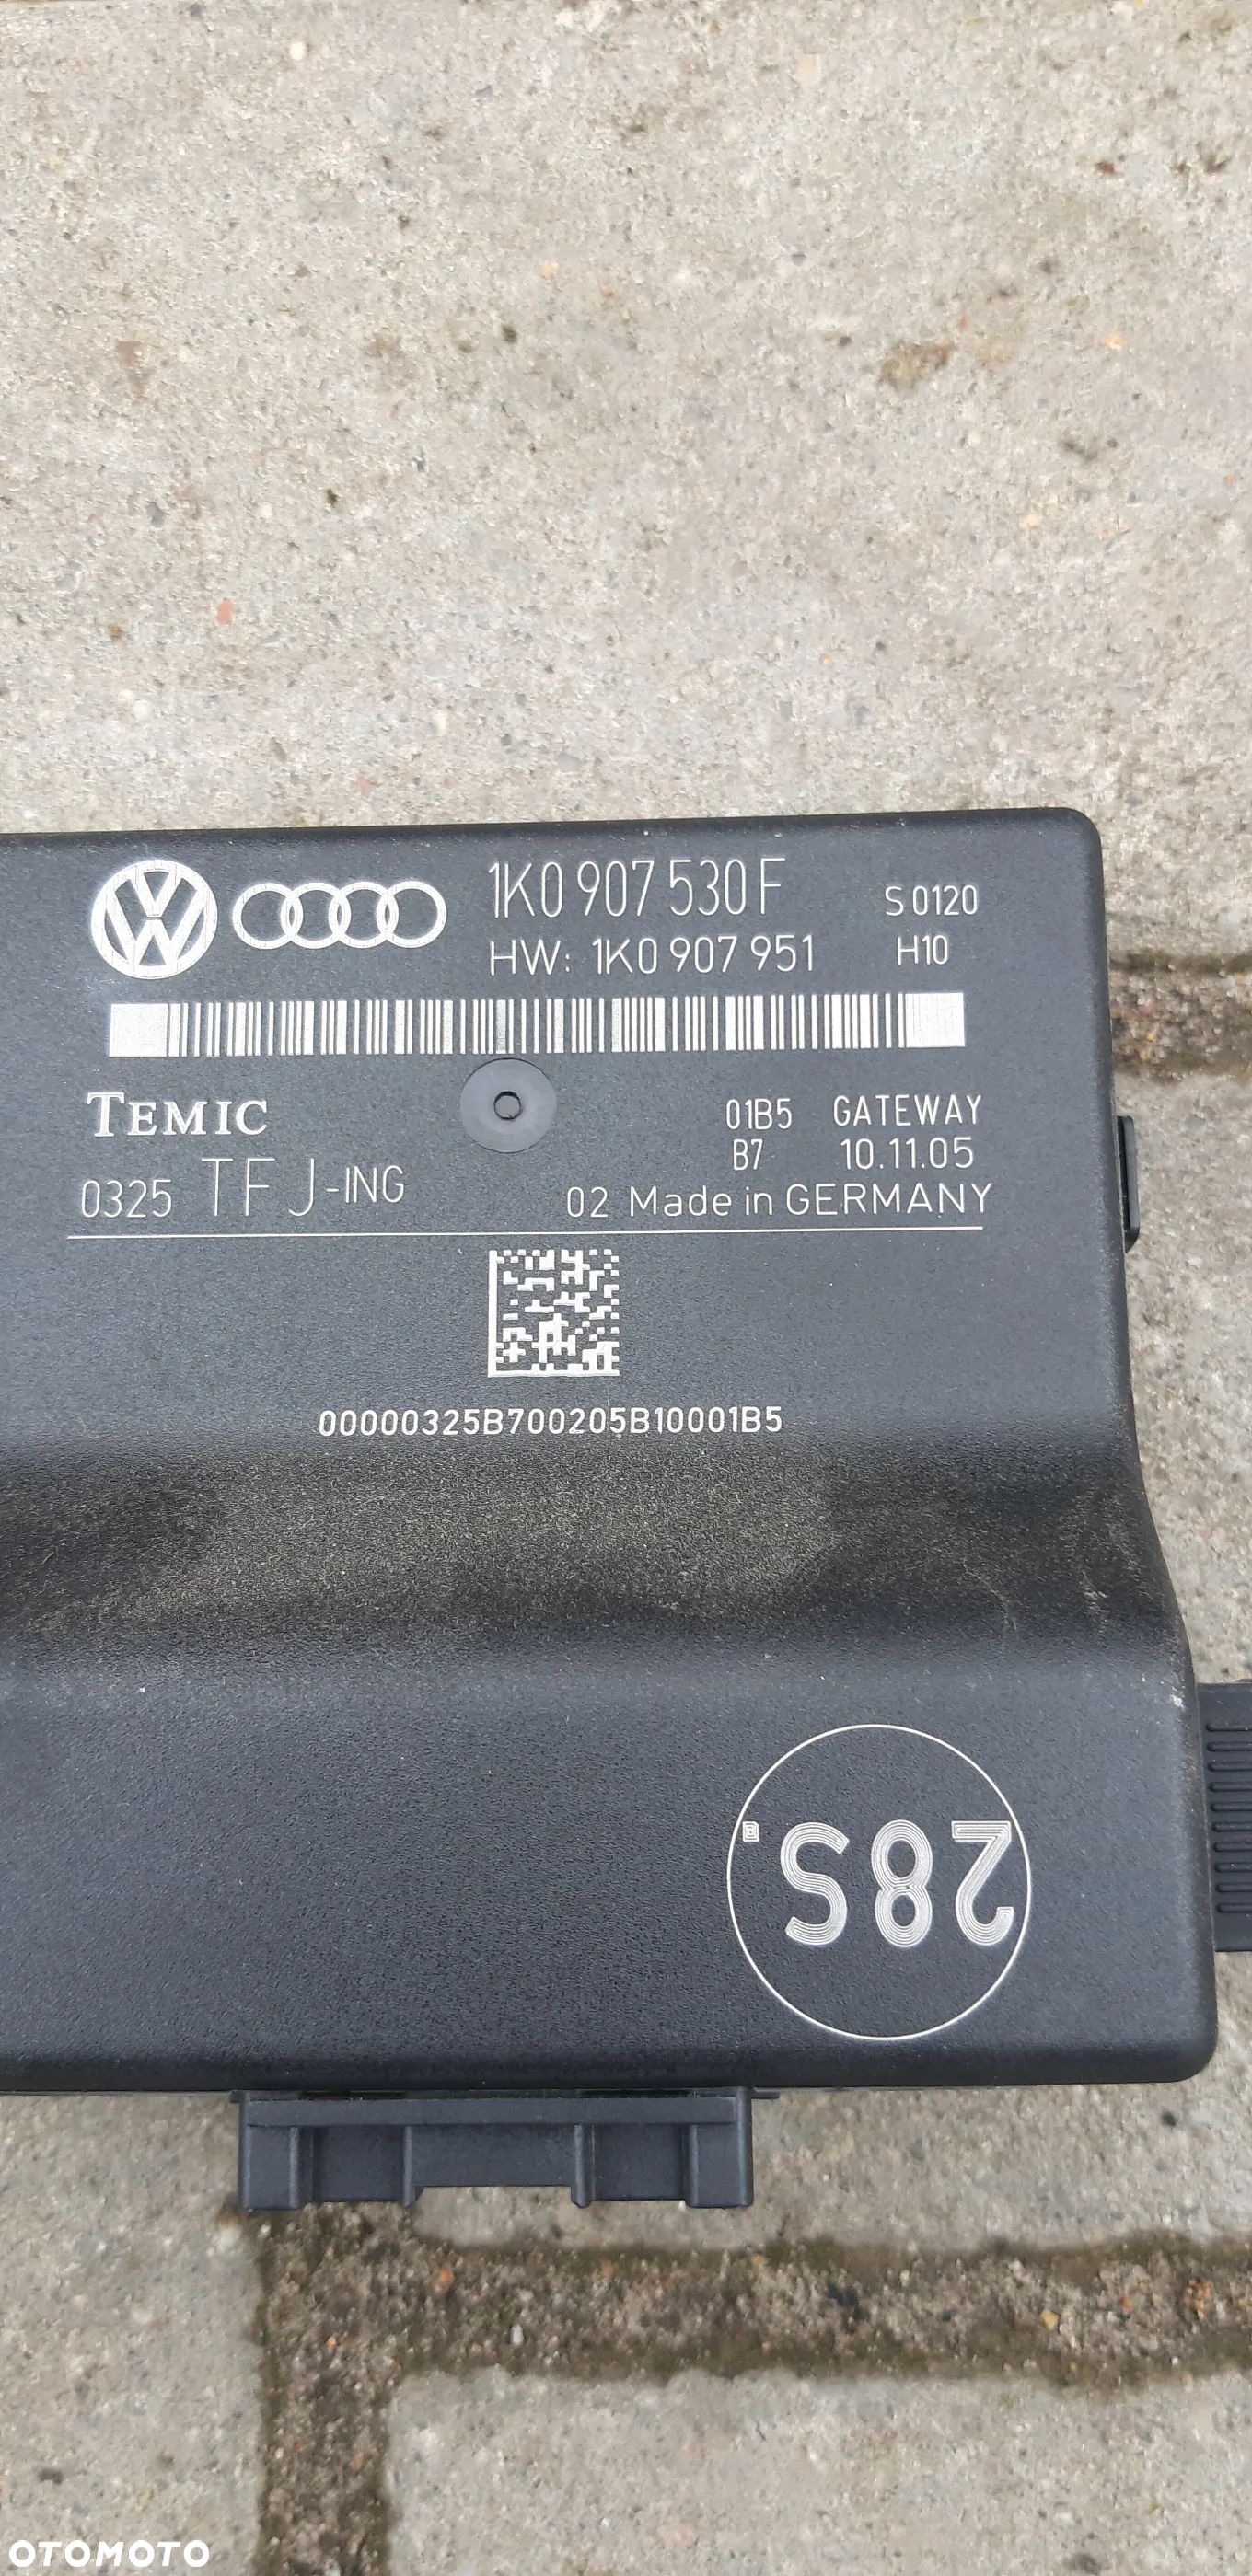 1K0 907 530 F
S 0120
HW: 1K0 907 951
H10
TEMIC
01B5 GATEWAY
B7 10.11.05
0325 TFJ-ING
02 Made in GERMANY
00000325B700205B10001B5
28S.
OTOMOTO